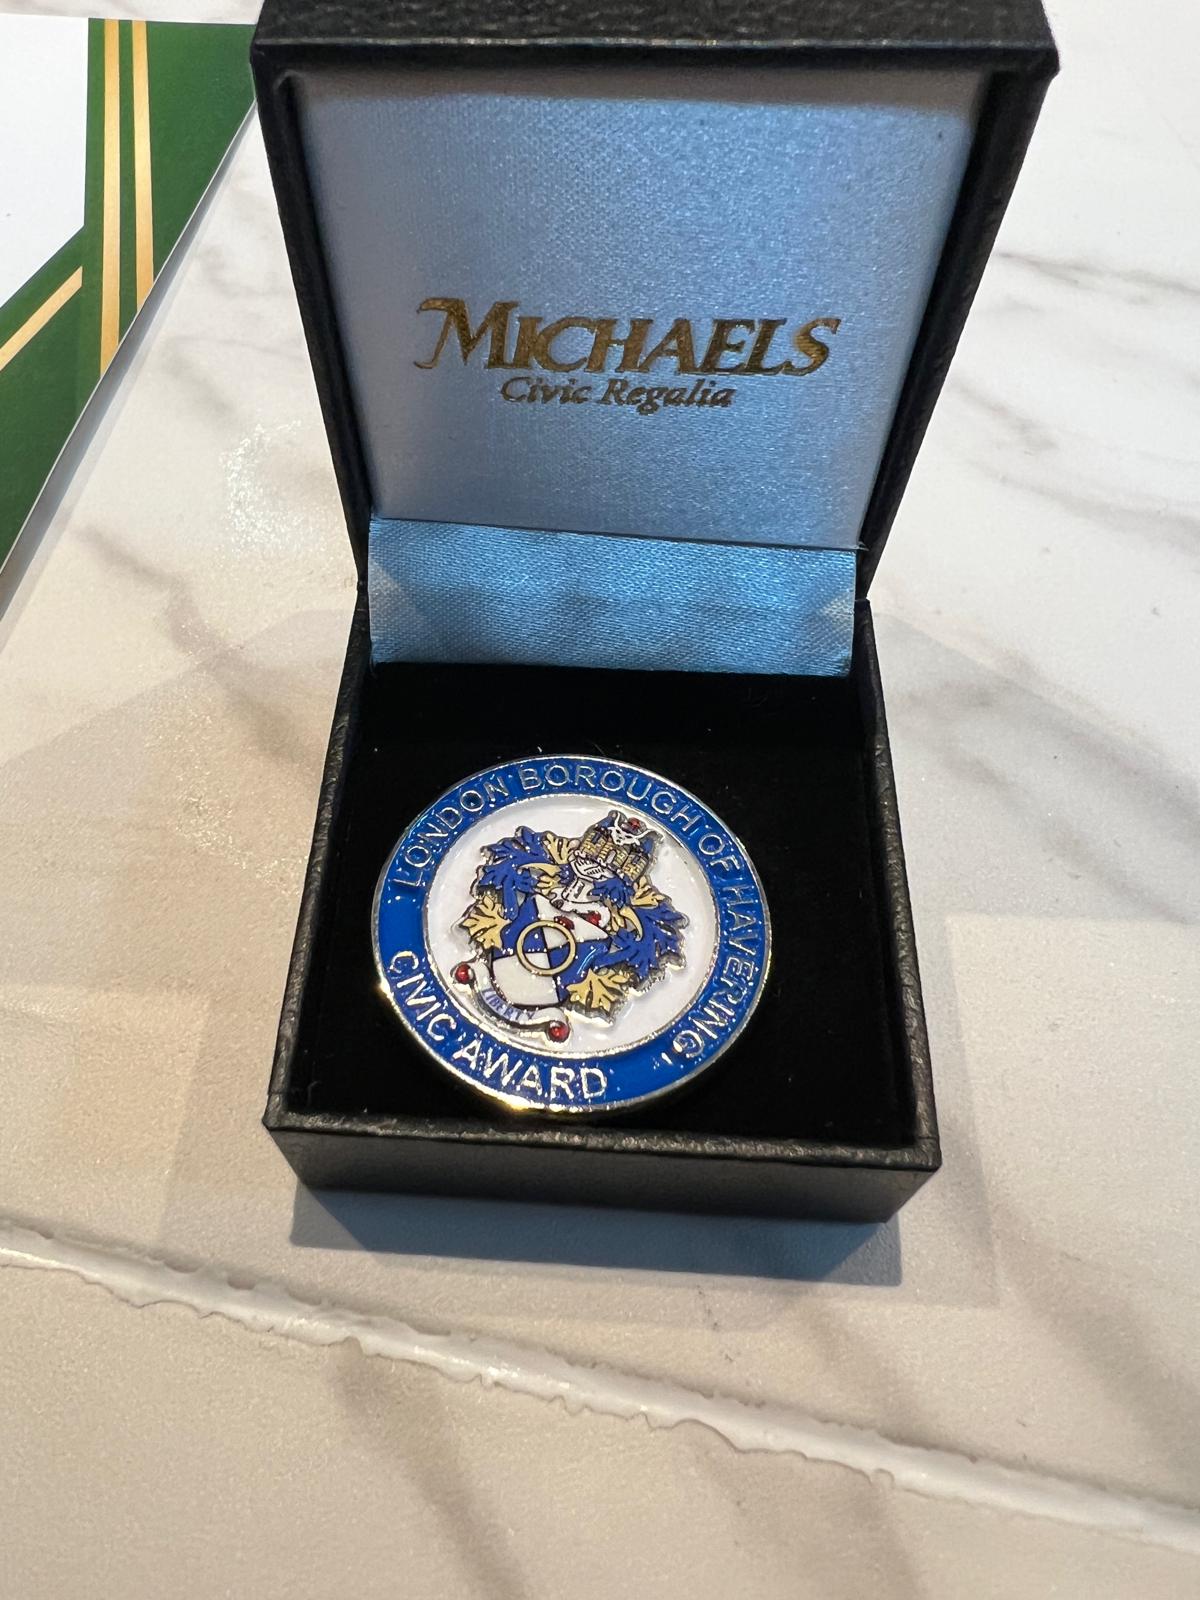 MICHAELS
Civic Regalia
LONDON BOROUGH OF HAVERING
LIBERTY
CIVIC AWARD